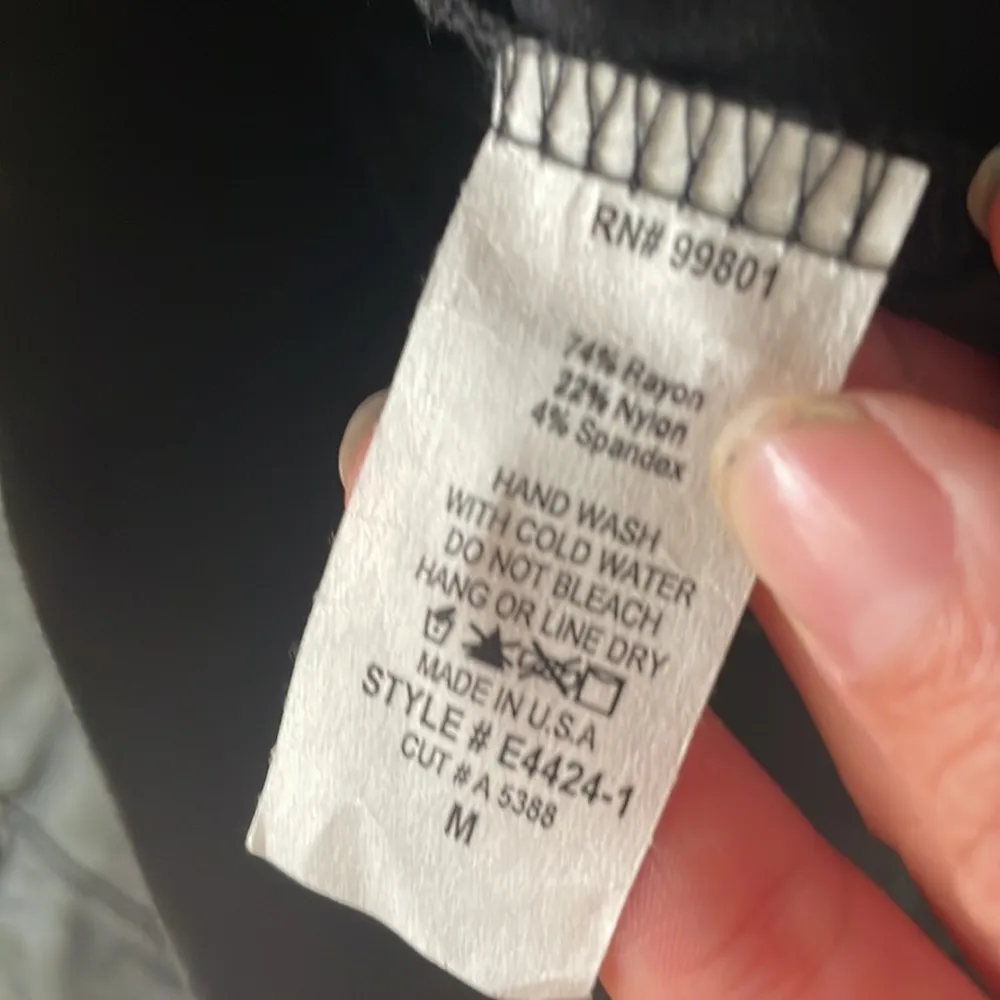 RN# 99801
74% Rayon
22% Nylon
4% Spandex
HAND WASH
WITH COLD WATER
DO NOT BLEACH
HANG OR LINE DRY
MADE IN U.S.A
STYLE # E4424-1
CUT # A 5388
M